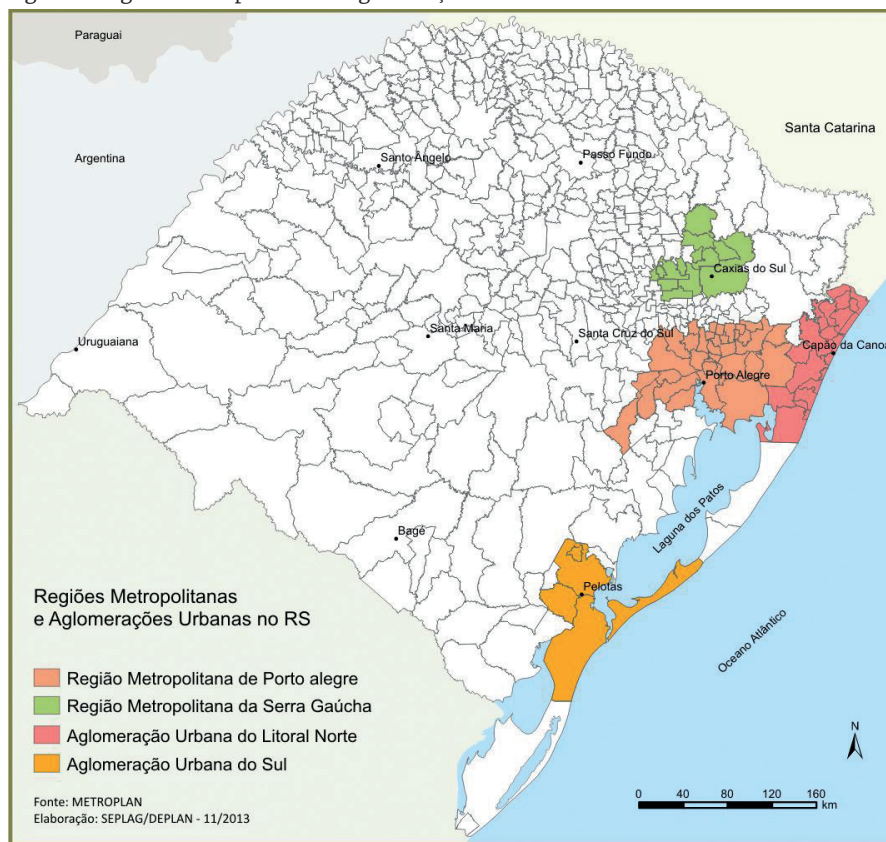 Paraguai
Santa Catarina
Argentina
Santo Ângelo
Passo Fundo
Caxias do Sul
Uruguaiana
Santa Maria
Santa Cruz do Sul
Capão da Canoa
Porto Alegre
Laguna dos Patos
Bagé
Pelotas
Oceano Atlântico
Regiões Metropolitanas
e Aglomerações Urbanas no RS
Região Metropolitana de Porto alegre
Região Metropolitana da Serra Gaúcha
Aglomeração Urbana do Litoral Norte
Aglomeração Urbana do Sul
Fonte: METROPLAN
Elaboração: SEPLAG/DEPLAN - 11/2013
N
0 40 80 120 160
km